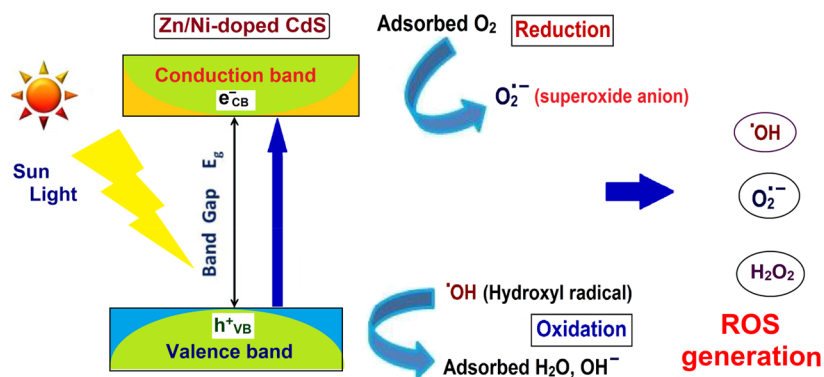 Zn/Ni-doped CdS
Adsorbed O₂
Reduction
Conduction band
e⁻CB
O₂˙⁻ (superoxide anion)
Sun
Light
Band Gap Eg
˙OH
O₂˙⁻
H₂O₂
ROS
generation
˙OH (Hydroxyl radical)
Oxidation
h⁺VB
Valence band
Adsorbed H₂O, OH⁻